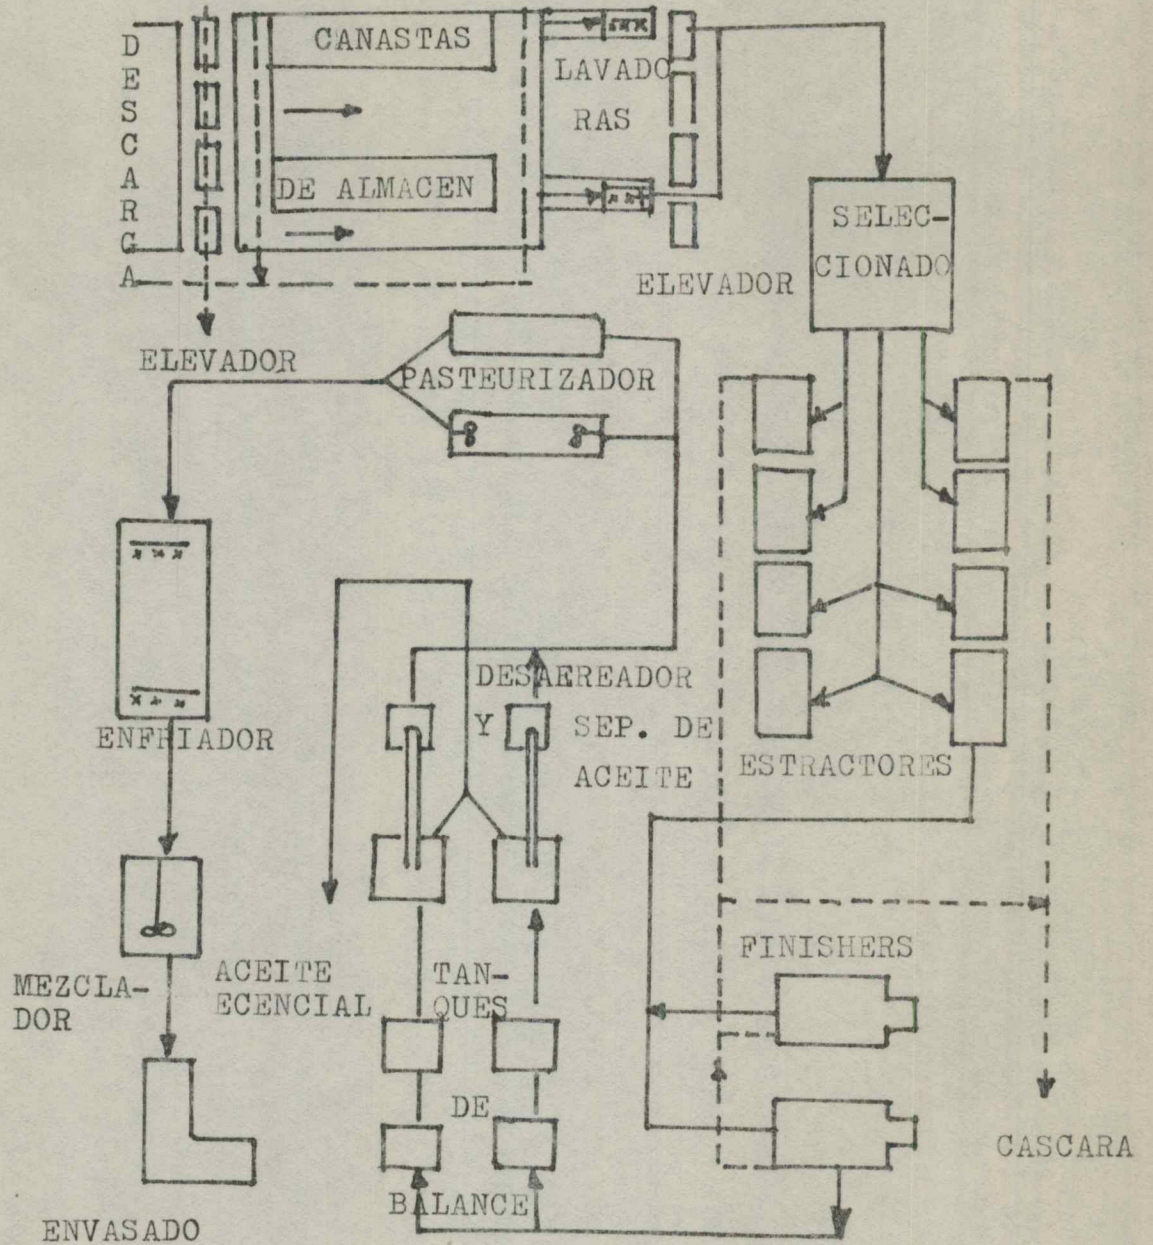 DESCARGA
CANASTAS
DE ALMACEN
LAVADO
RAS
ELEVADOR
SELEC-
CIONADO
ELEVADOR
PASTEURIZADOR
ENFRIADOR
DESAEREADOR
Y SEP. DE
ACEITE
ESTRACTORES
FINISHERS
MEZCLA-
DOR
ACEITE
ECENCIAL
TAN-
QUES
DE
BALANCE
CASCARA
ENVASADO